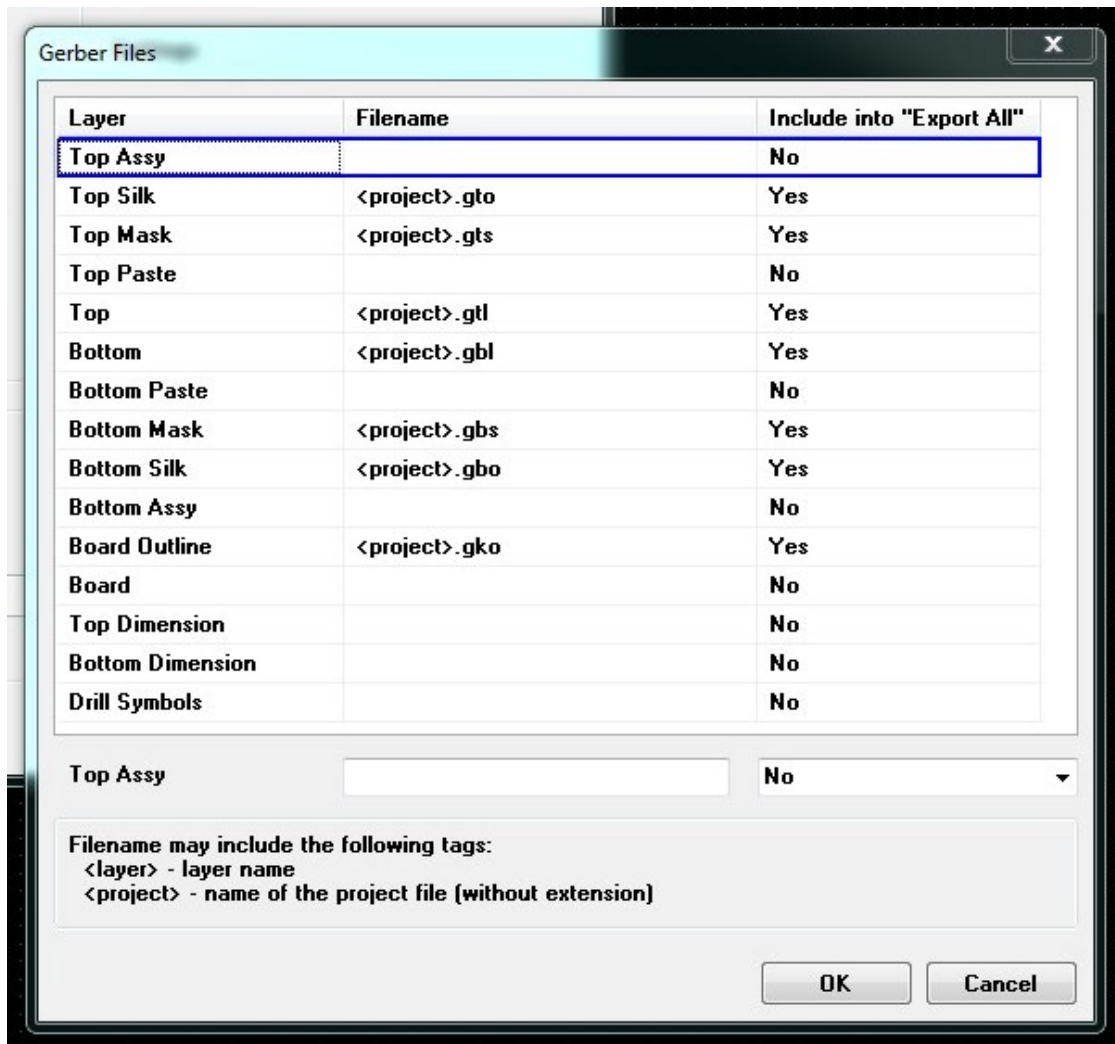 Gerber Files
Layer Filename Include into "Export All"
Top Assy No
Top Silk <project>.gto Yes
Top Mask <project>.gts Yes
Top Paste No
Top <project>.gtl Yes
Bottom <project>.gbl Yes
Bottom Paste No
Bottom Mask <project>.gbs Yes
Bottom Silk <project>.gbo Yes
Bottom Assy No
Board Outline <project>.gko Yes
Board No
Top Dimension No
Bottom Dimension No
Drill Symbols No
Top Assy No
Filename may include the following tags:
<layer> - layer name
<project> - name of the project file (without extension)
OK Cancel